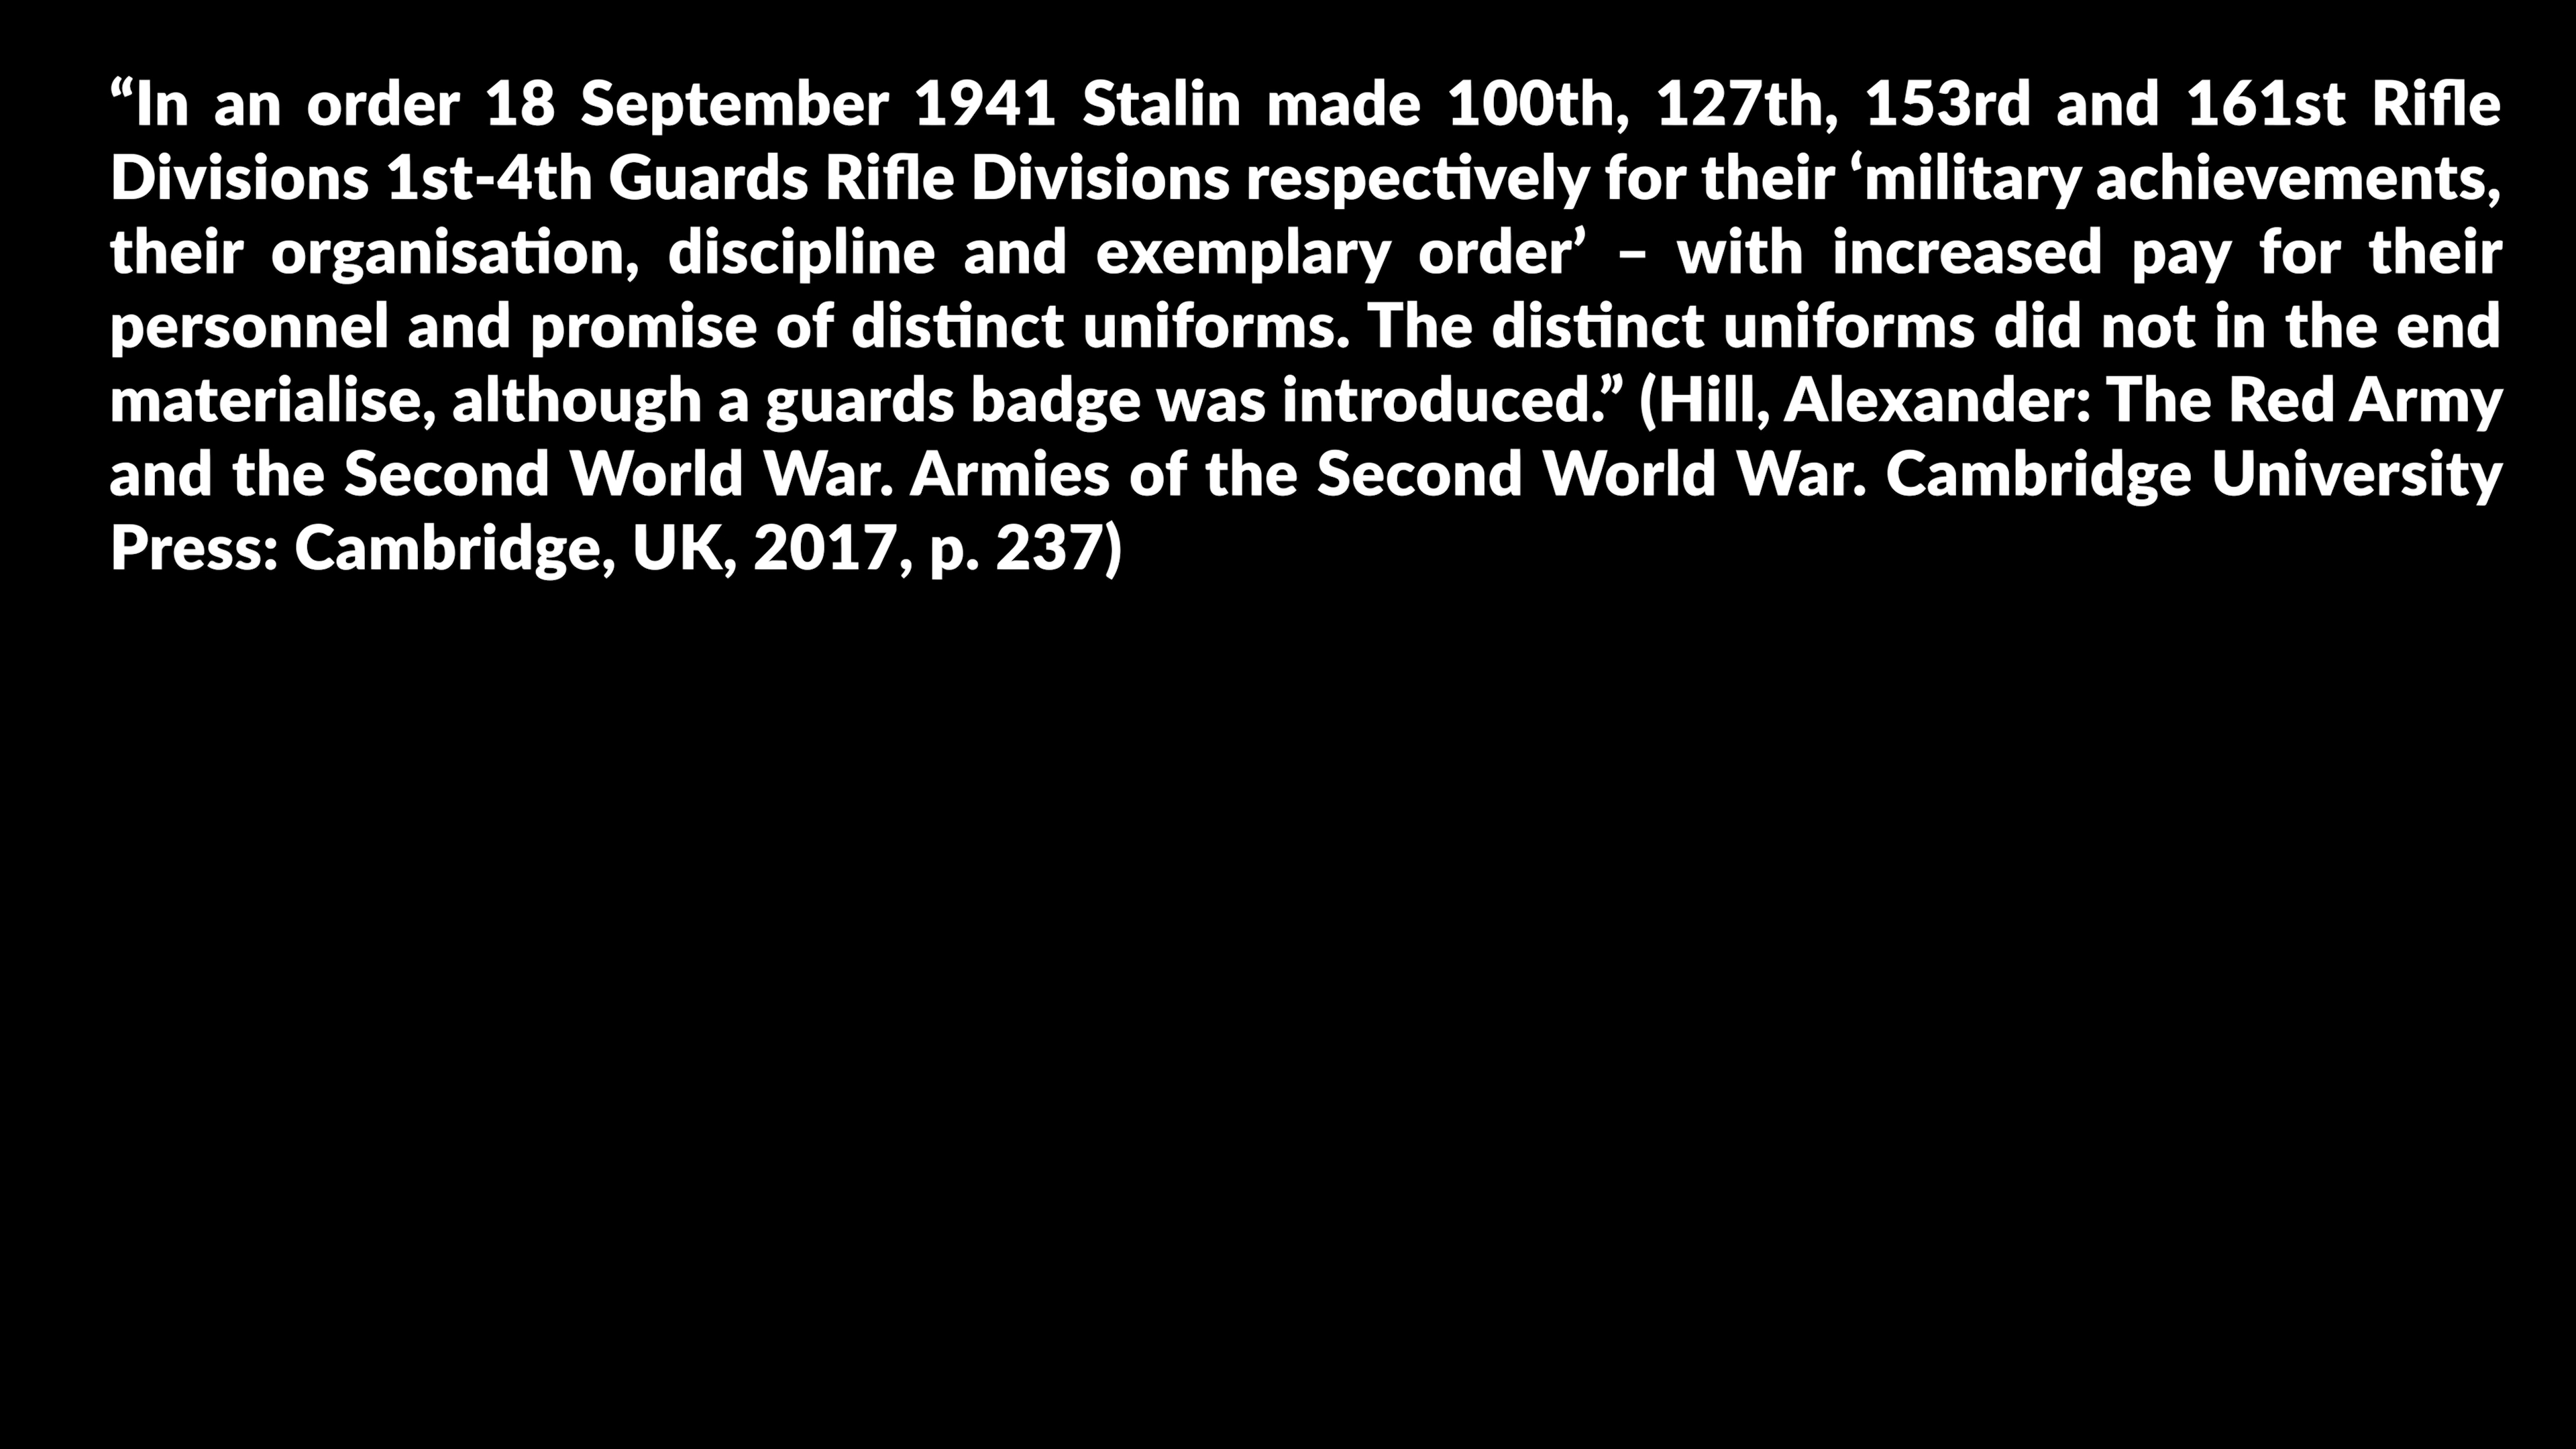 “In an order 18 September 1941 Stalin made 100th, 127th, 153rd and 161st Rifle
Divisions 1st-4th Guards Rifle Divisions respectively for their ‘military achievements,
their organisation, discipline and exemplary order’ – with increased pay for their
personnel and promise of distinct uniforms. The distinct uniforms did not in the end
materialise, although a guards badge was introduced.” (Hill, Alexander: The Red Army
and the Second World War. Armies of the Second World War. Cambridge University
Press: Cambridge, UK, 2017, p. 237)